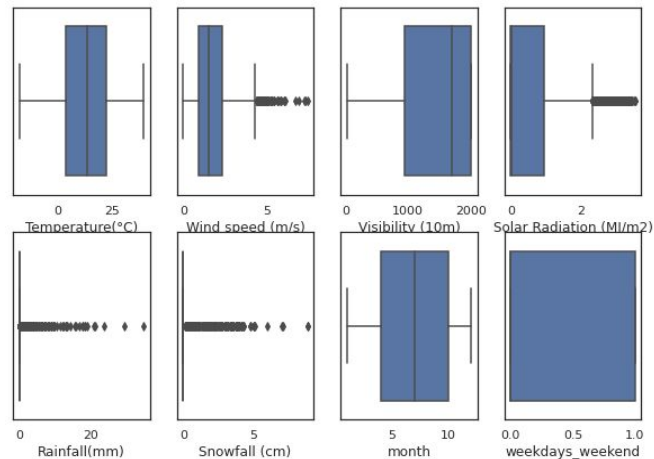 0 25
Temperature(°C)
0 5
Wind speed (m/s)
0 1000 2000
Visibility (10m)
0 2
Solar Radiation (MJ/m2)
0 20
Rainfall(mm)
0 5
Snowfall (cm)
5 10
month
0.0 0.5 1.0
weekdays_weekend